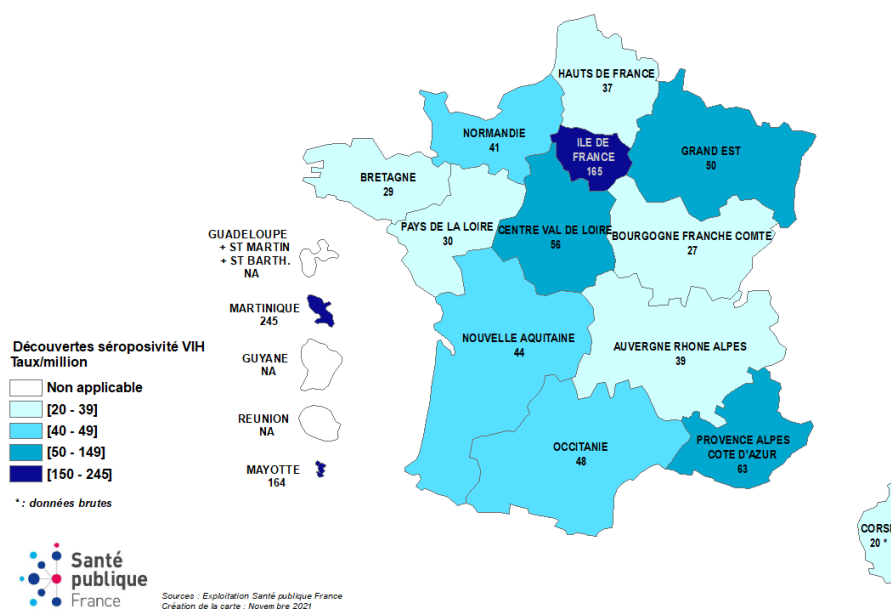 HAUTS DE FRANCE
37
NORMANDIE
41
ILE DE
FRANCE
165
GRAND EST
50
BRETAGNE
29
PAYS DE LA LOIRE
30
CENTRE VAL DE LOIRE
56
BOURGOGNE FRANCHE COMTE
27
GUADELOUPE
+ ST MARTIN
+ ST BARTH.
NA
MARTINIQUE
245
GUYANE
NA
REUNION
NA
MAYOTTE
164
NOUVELLE AQUITAINE
44
AUVERGNE RHONE ALPES
39
OCCITANIE
48
PROVENCE ALPES
COTE D'AZUR
63
CORS
20 *
Découvertes séroposivité VIH
Taux/million
Non applicable
[20 - 39]
[40 - 49]
[50 - 149]
[150 - 245]
* : données brutes
Santé
publique
France
Sources : Exploitation Santé publique France
Création de la carte : Novembre 2021